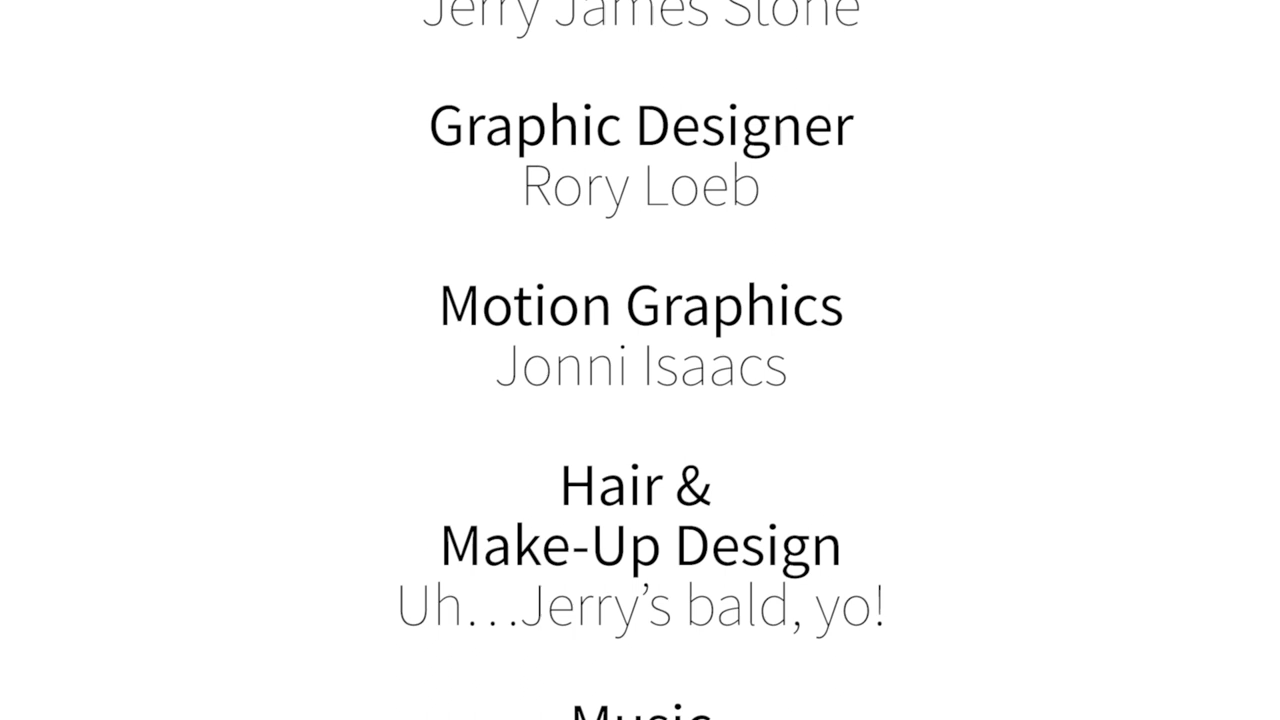 Jerry James Stone
Graphic Designer
Rory Loeb
Motion Graphics
Jonni Isaacs
Hair &
Make-Up Design
Uh…Jerry’s bald, yo!
Music